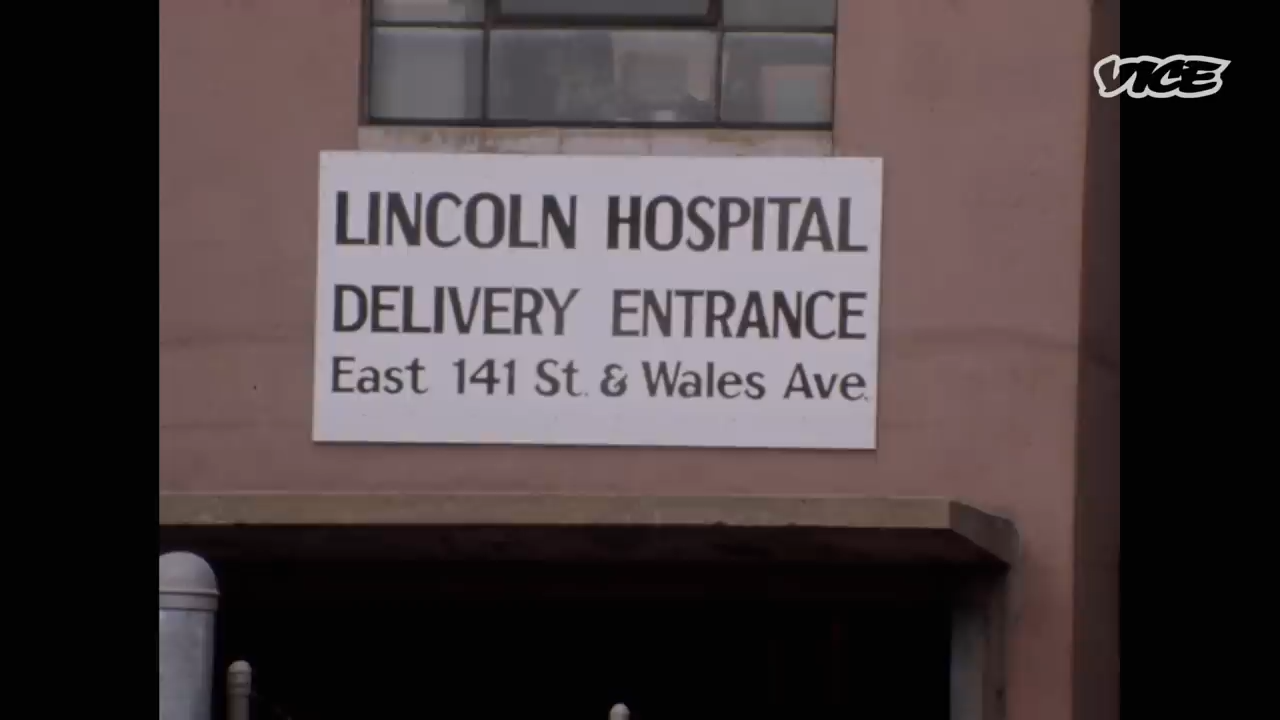 VICE
LINCOLN HOSPITAL
DELIVERY ENTRANCE
East 141 St. & Wales Ave.